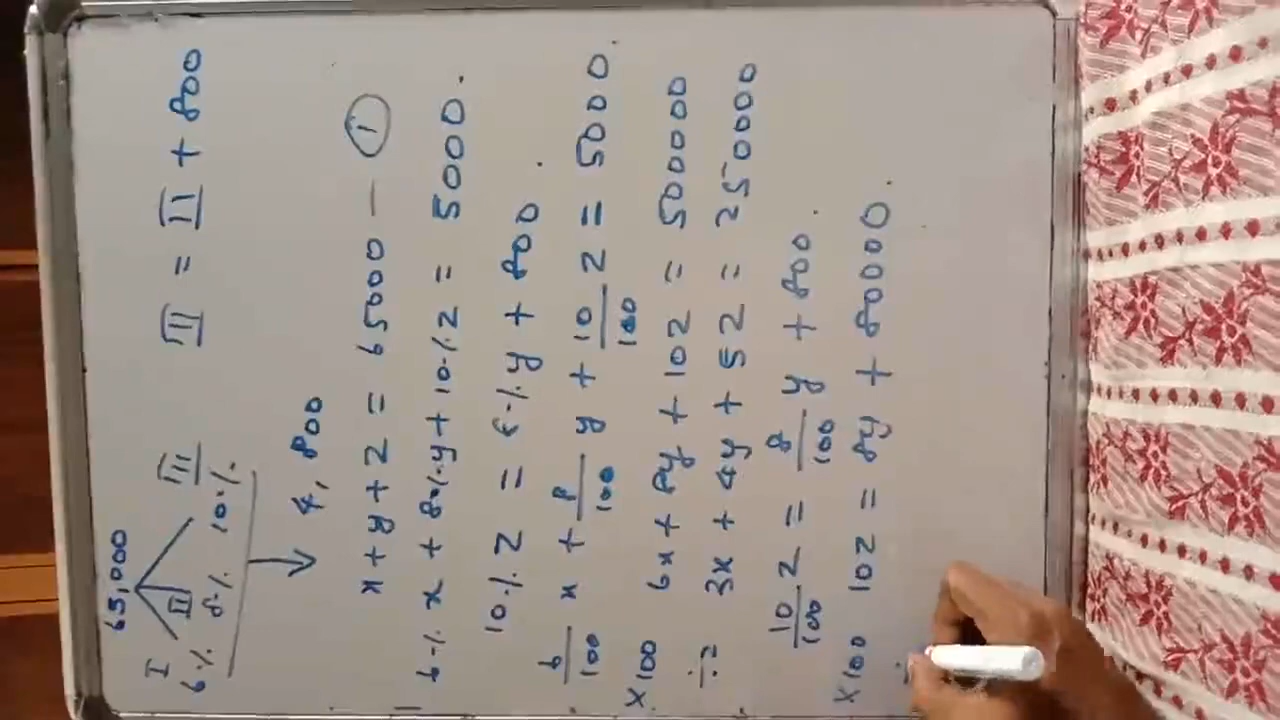 65,000
I II III
6% 8% 10%
III = II + 800
4,800
x + y + z = 65000 — ①
6% x + 8% y + 10% z = 5000.
10% z = 8% y + 800.
6/100 x + 8/100 y + 10/100 z = 5000.
×100 6x + 8y + 10z = 500000
÷2 3x + 4y + 5z = 250000
10/100 z = 8/100 y + 800.
×100 10z = 8y + 80000.